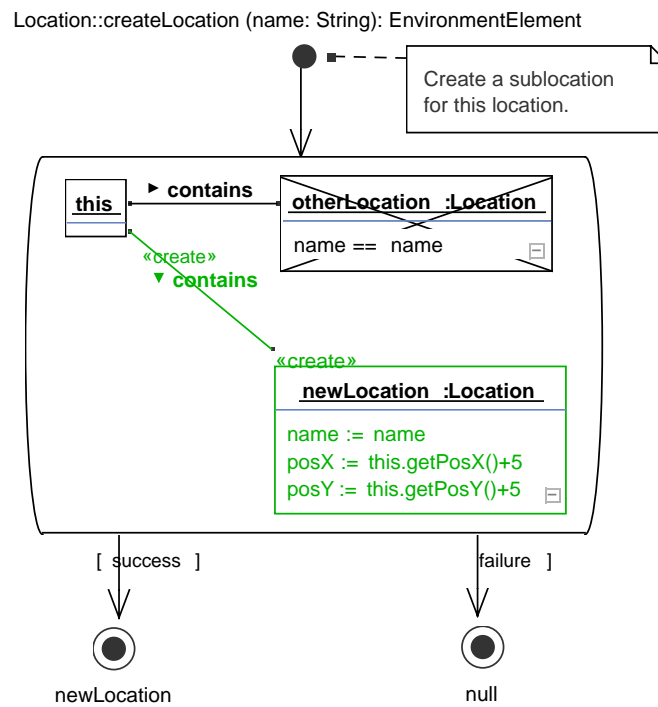 Location::createLocation (name: String): EnvironmentElement
Create a sublocation
for this location.
this
► contains
otherLocation :Location
name == name
«create»
▼ contains
«create»
newLocation :Location
name := name
posX := this.getPosX()+5
posY := this.getPosY()+5
[ success ]
failure ]
newLocation
null